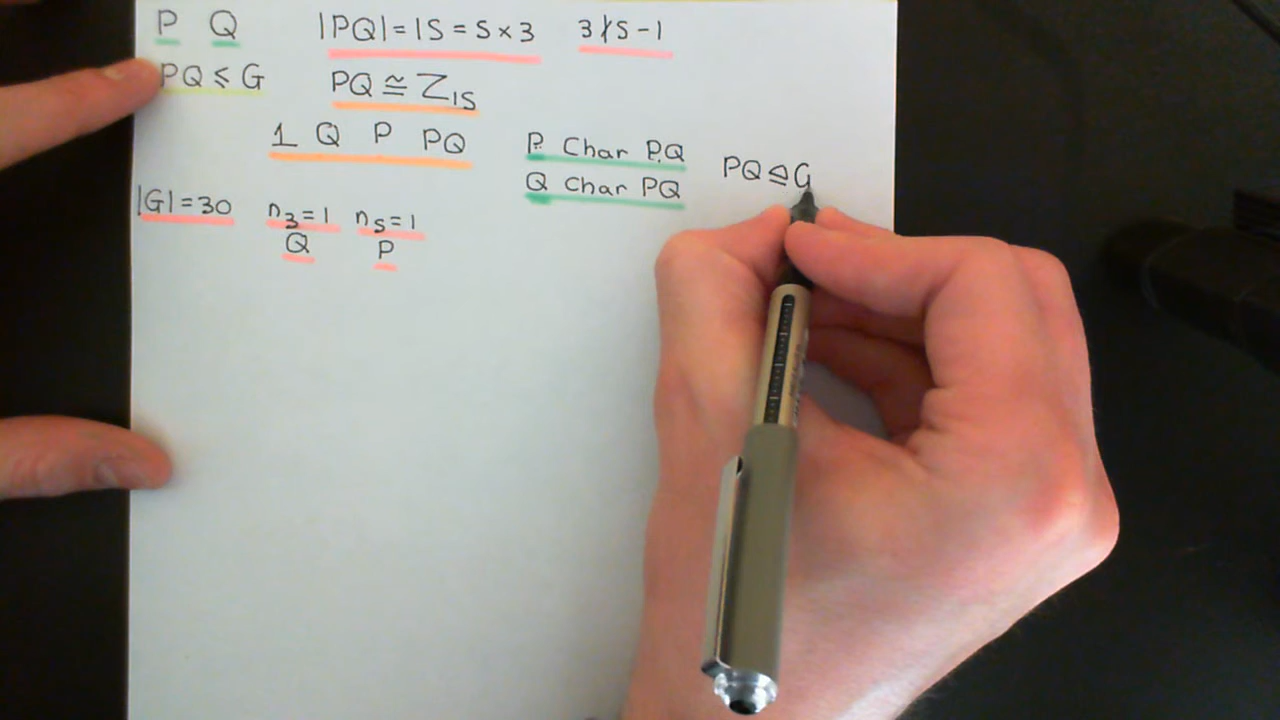 P Q |PQ| = 15 = 5 × 3 3 ∤ 5 - 1
PQ ≤ G PQ ≅ Z₁₅
1 Q P PQ P Char PQ PQ ⊴ G
Q Char PQ
|G| = 30 n₃ = 1 n₅ = 1
Q P